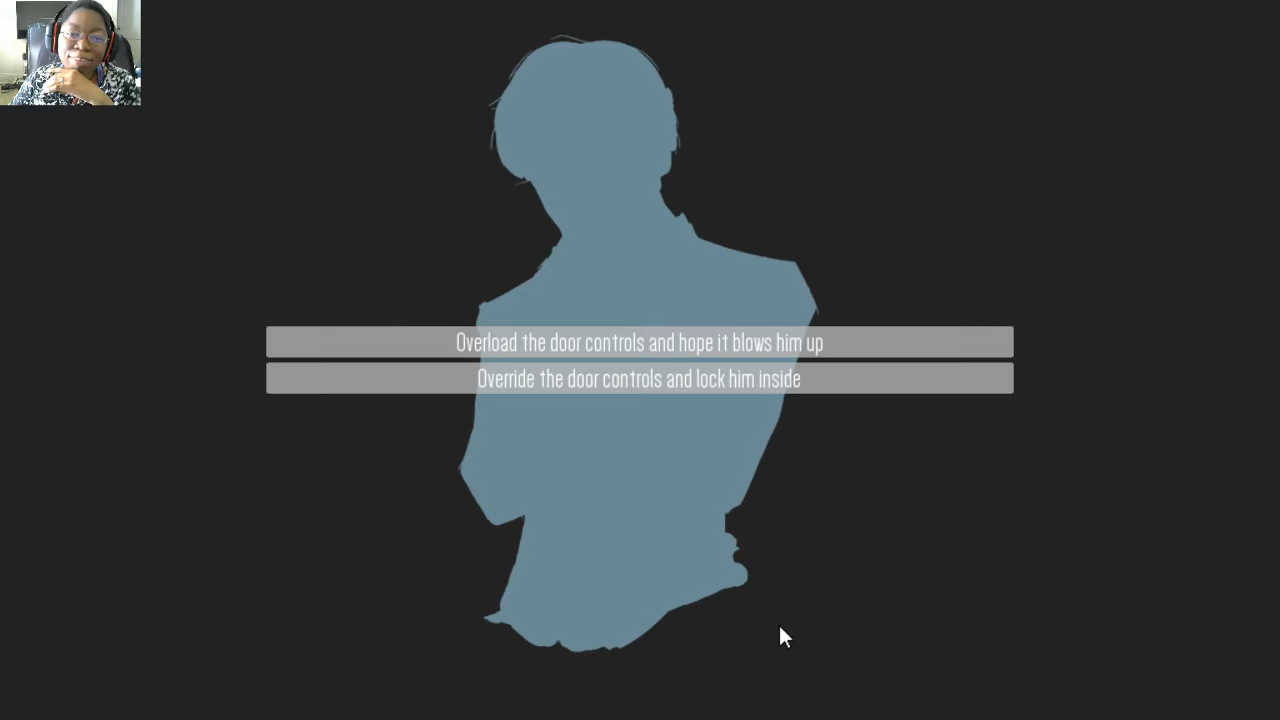 Overload the door controls and hope it blows him up
Override the door controls and lock him inside